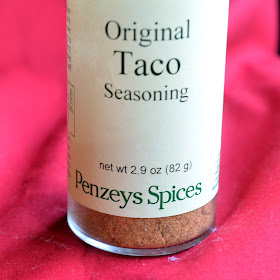 Original
Taco
Seasoning
net wt 2.9 oz (82 g)
Penzeys Spices